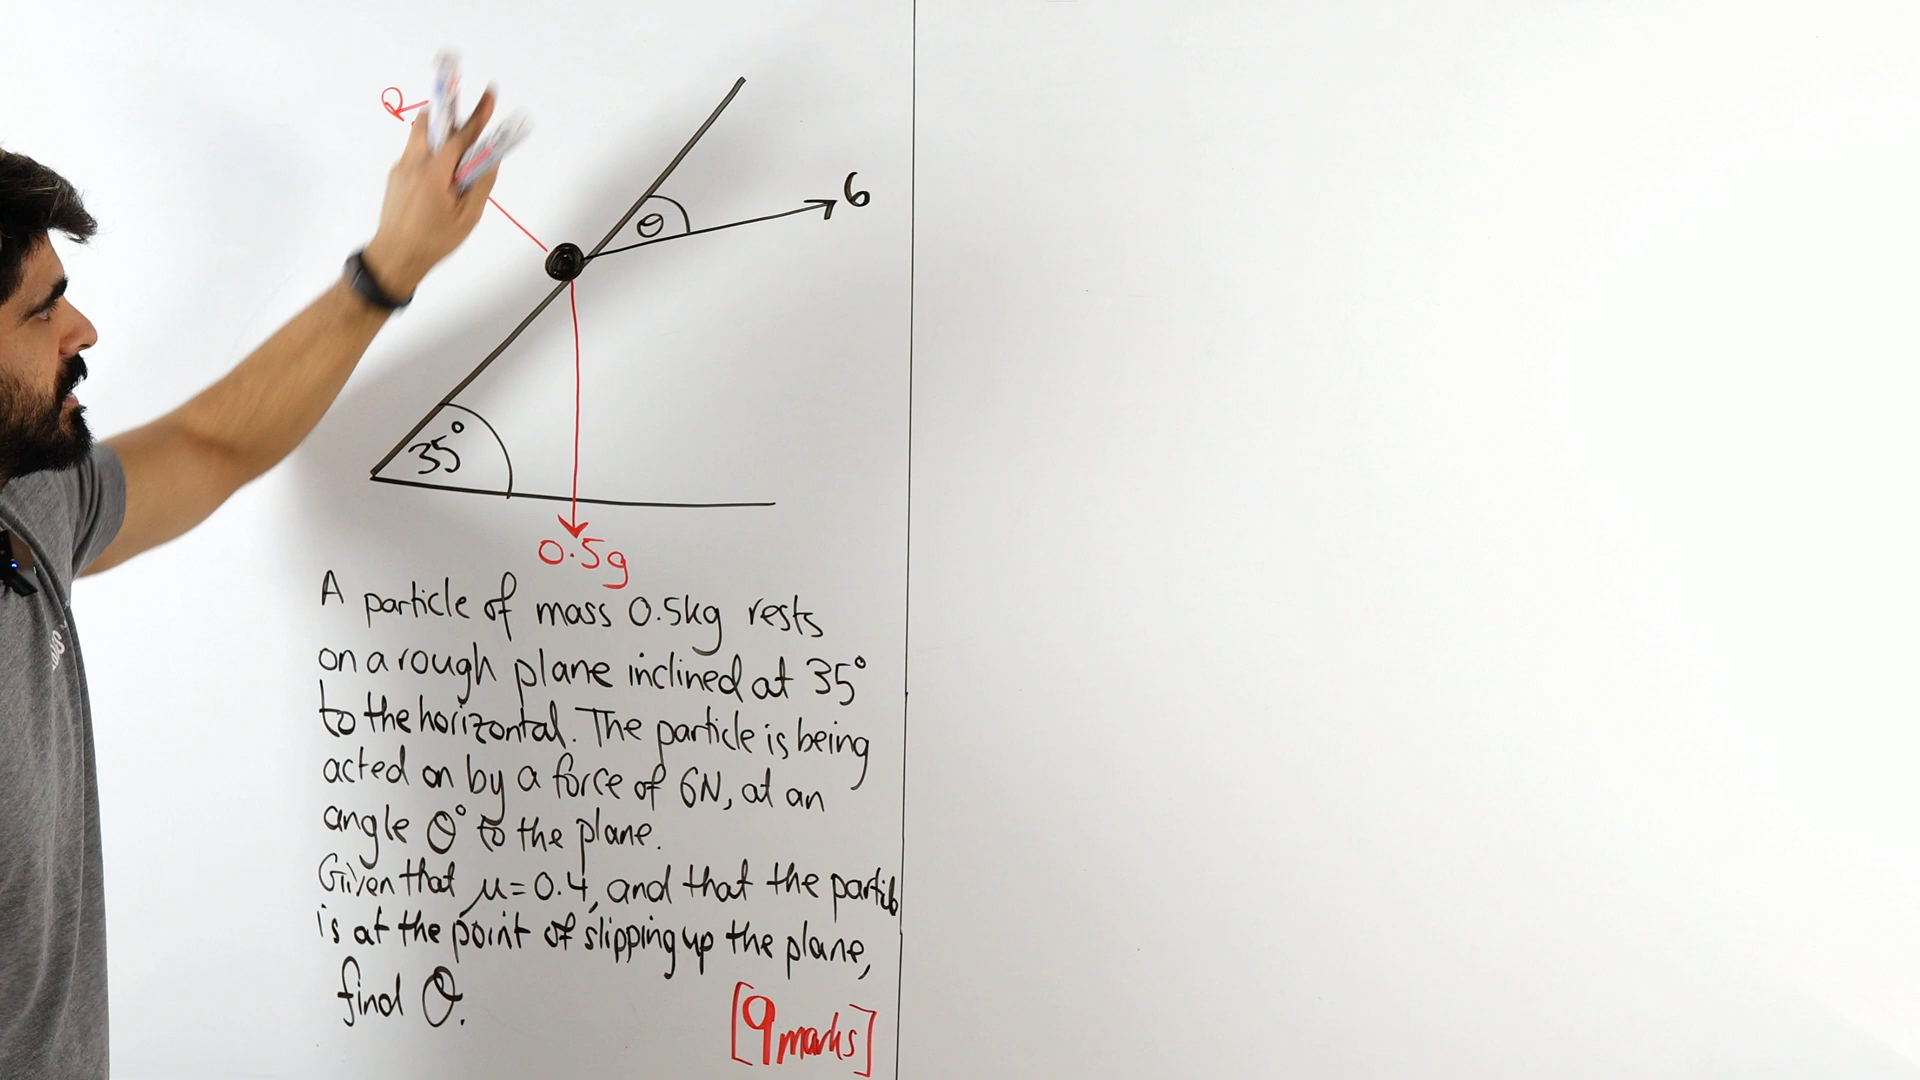 R
6
θ
35°
0.5g
A particle of mass 0.5kg rests
on a rough plane inclined at 35°
to the horizontal. The particle is being
acted on by a force of 6N, at an
angle θ° to the plane.
Given that μ=0.4, and that the particle
is at the point of slipping up the plane,
find θ.
[9 marks]